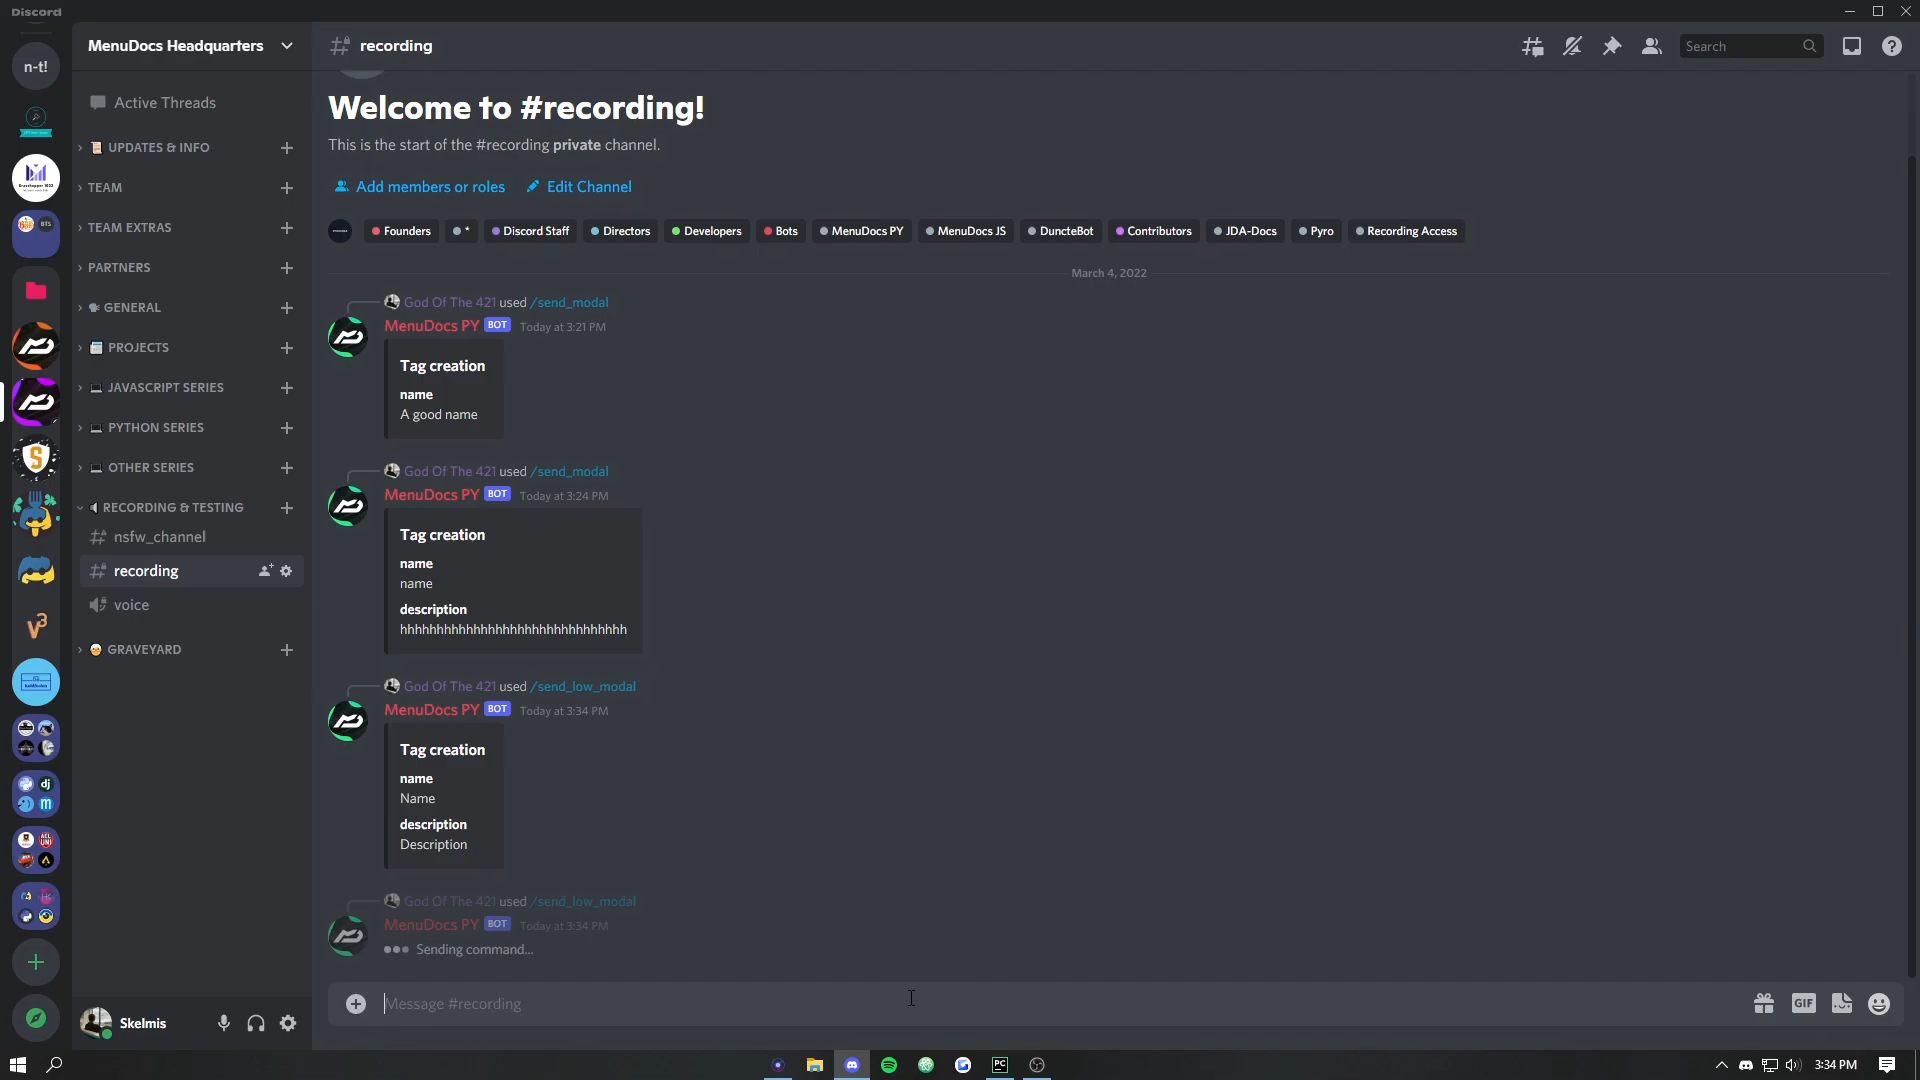 Discord
n-t!
MenuDocs Headquarters
recording
Search
Active Threads
UPDATES & INFO
TEAM
TEAM EXTRAS
PARTNERS
GENERAL
PROJECTS
JAVASCRIPT SERIES
PYTHON SERIES
OTHER SERIES
RECORDING & TESTING
nsfw_channel
recording
voice
GRAVEYARD
Skelmis
Welcome to #recording!
This is the start of the #recording private channel.
Add members or roles Edit Channel
Founders * Discord Staff Directors Developers Bots MenuDocs PY MenuDocs JS DuncteBot Contributors JDA-Docs Pyro Recording Access
March 4, 2022
God Of The 421 used /send_modal
MenuDocs PY BOT Today at 3:21 PM
Tag creation
name
A good name
God Of The 421 used /send_modal
MenuDocs PY BOT Today at 3:24 PM
Tag creation
name
name
description
hhhhhhhhhhhhhhhhhhhhhhhhhhhhhhh
God Of The 421 used /send_low_modal
MenuDocs PY BOT Today at 3:34 PM
Tag creation
name
Name
description
Description
God Of The 421 used /send_low_modal
MenuDocs PY BOT Today at 3:34 PM
Sending command...
Message #recording
GIF
3:34 PM